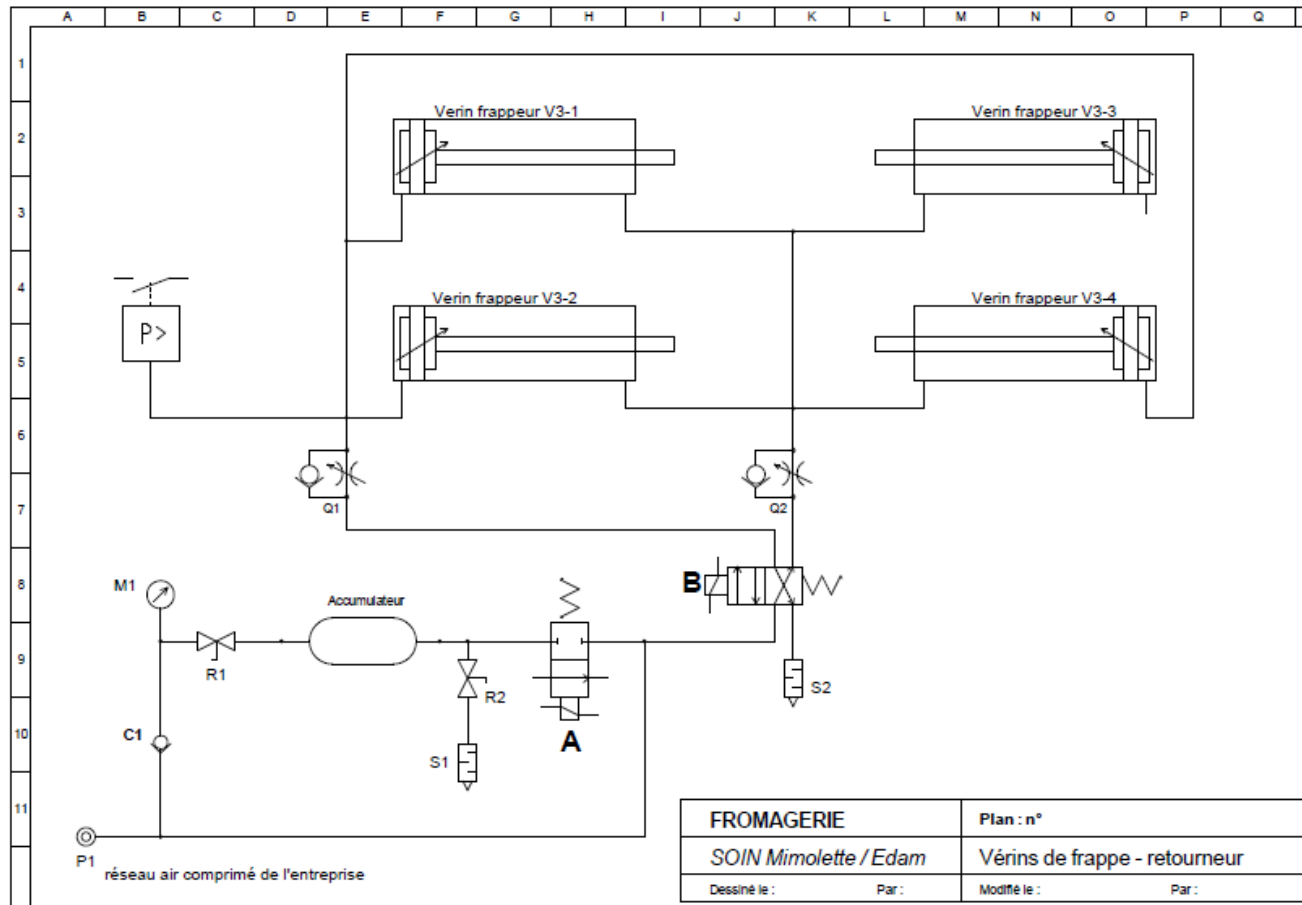 A B C D E F G H I J K L M N O P Q
1
Verin frappeur V3-1 Verin frappeur V3-3
2
3
4
Verin frappeur V3-2 Verin frappeur V3-4
P>
5
6
7
Q1 Q2
8
M1 B
Accumulateur
9
R1 R2 S2
10
C1 S1 A
11
P1
réseau air comprimé de l'entreprise
FROMAGERIE Plan : n°
SOIN Mimolette / Edam Vérins de frappe - retourneur
Dessiné le : Par : Modifié le : Par :